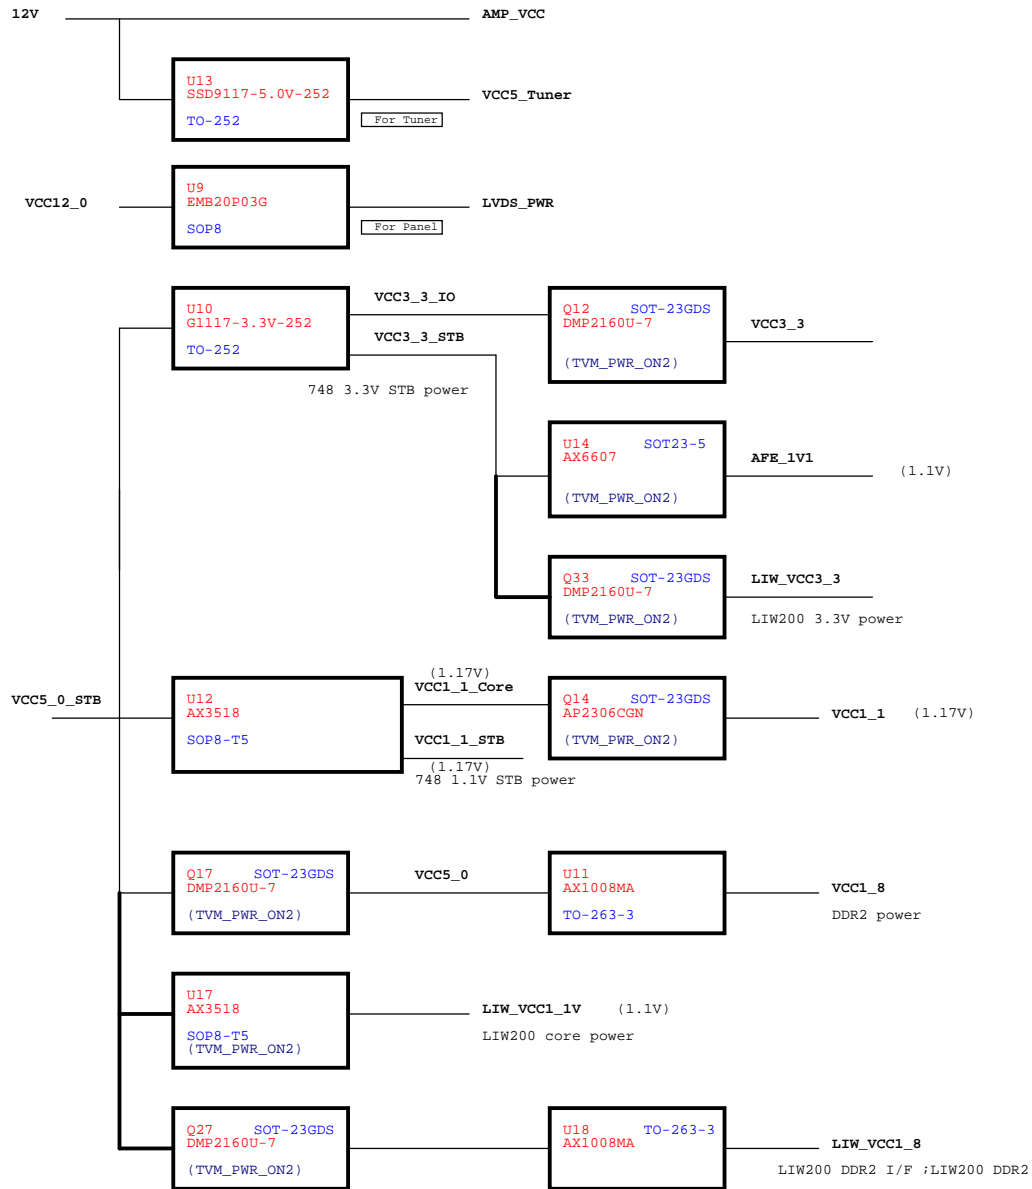 12V
AMP_VCC
U13
SSD9117-5.0V-252
TO-252
VCC5_Tuner
For Tuner
VCC12_0
U9
EMB20P03G
SOP8
LVDS_PWR
For Panel
U10
G1117-3.3V-252
TO-252
VCC3_3_IO
VCC3_3_STB
748 3.3V STB power
Q12 SOT-23GDS
DMP2160U-7
(TVM_PWR_ON2)
VCC3_3
U14 SOT23-5
AX6607
(TVM_PWR_ON2)
AFE_1V1
(1.1V)
Q33 SOT-23GDS
DMP2160U-7
(TVM_PWR_ON2)
LIW_VCC3_3
LIW200 3.3V power
VCC5_0_STB
U12
AX3518
SOP8-T5
(1.17V)
VCC1_1_Core
VCC1_1_STB
(1.17V)
748 1.1V STB power
Q14 SOT-23GDS
AP2306CGN
(TVM_PWR_ON2)
VCC1_1 (1.17V)
Q17 SOT-23GDS
DMP2160U-7
(TVM_PWR_ON2)
VCC5_0
U11
AX1008MA
TO-263-3
VCC1_8
DDR2 power
U17
AX3518
SOP8-T5
(TVM_PWR_ON2)
LIW_VCC1_1V (1.1V)
LIW200 core power
Q27 SOT-23GDS
DMP2160U-7
(TVM_PWR_ON2)
U18 TO-263-3
AX1008MA
LIW_VCC1_8
LIW200 DDR2 I/F ;LIW200 DDR2